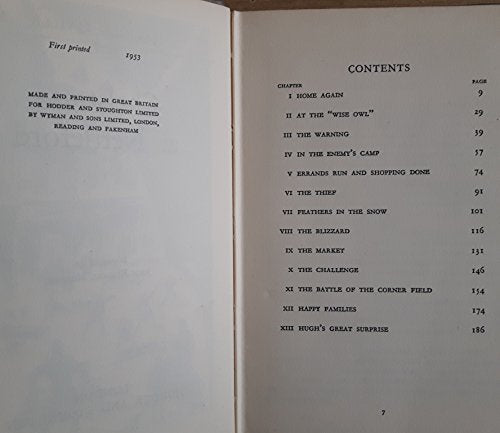 First printed 1953
MADE AND PRINTED IN GREAT BRITAIN
FOR HODDER AND STOUGHTON LIMITED
BY WYMAN AND SONS LIMITED, LONDON,
READING AND FAKENHAM
CONTENTS
CHAPTER PAGE
I HOME AGAIN 9
II AT THE "WISE OWL" 29
III THE WARNING 39
IV IN THE ENEMY'S CAMP 57
V ERRANDS RUN AND SHOPPING DONE 74
VI THE THIEF 91
VII FEATHERS IN THE SNOW 101
VIII THE BLIZZARD 116
IX THE MARKET 131
X THE CHALLENGE 146
XI THE BATTLE OF THE CORNER FIELD 154
XII HAPPY FAMILIES 174
XIII HUGH'S GREAT SURPRISE 186
7